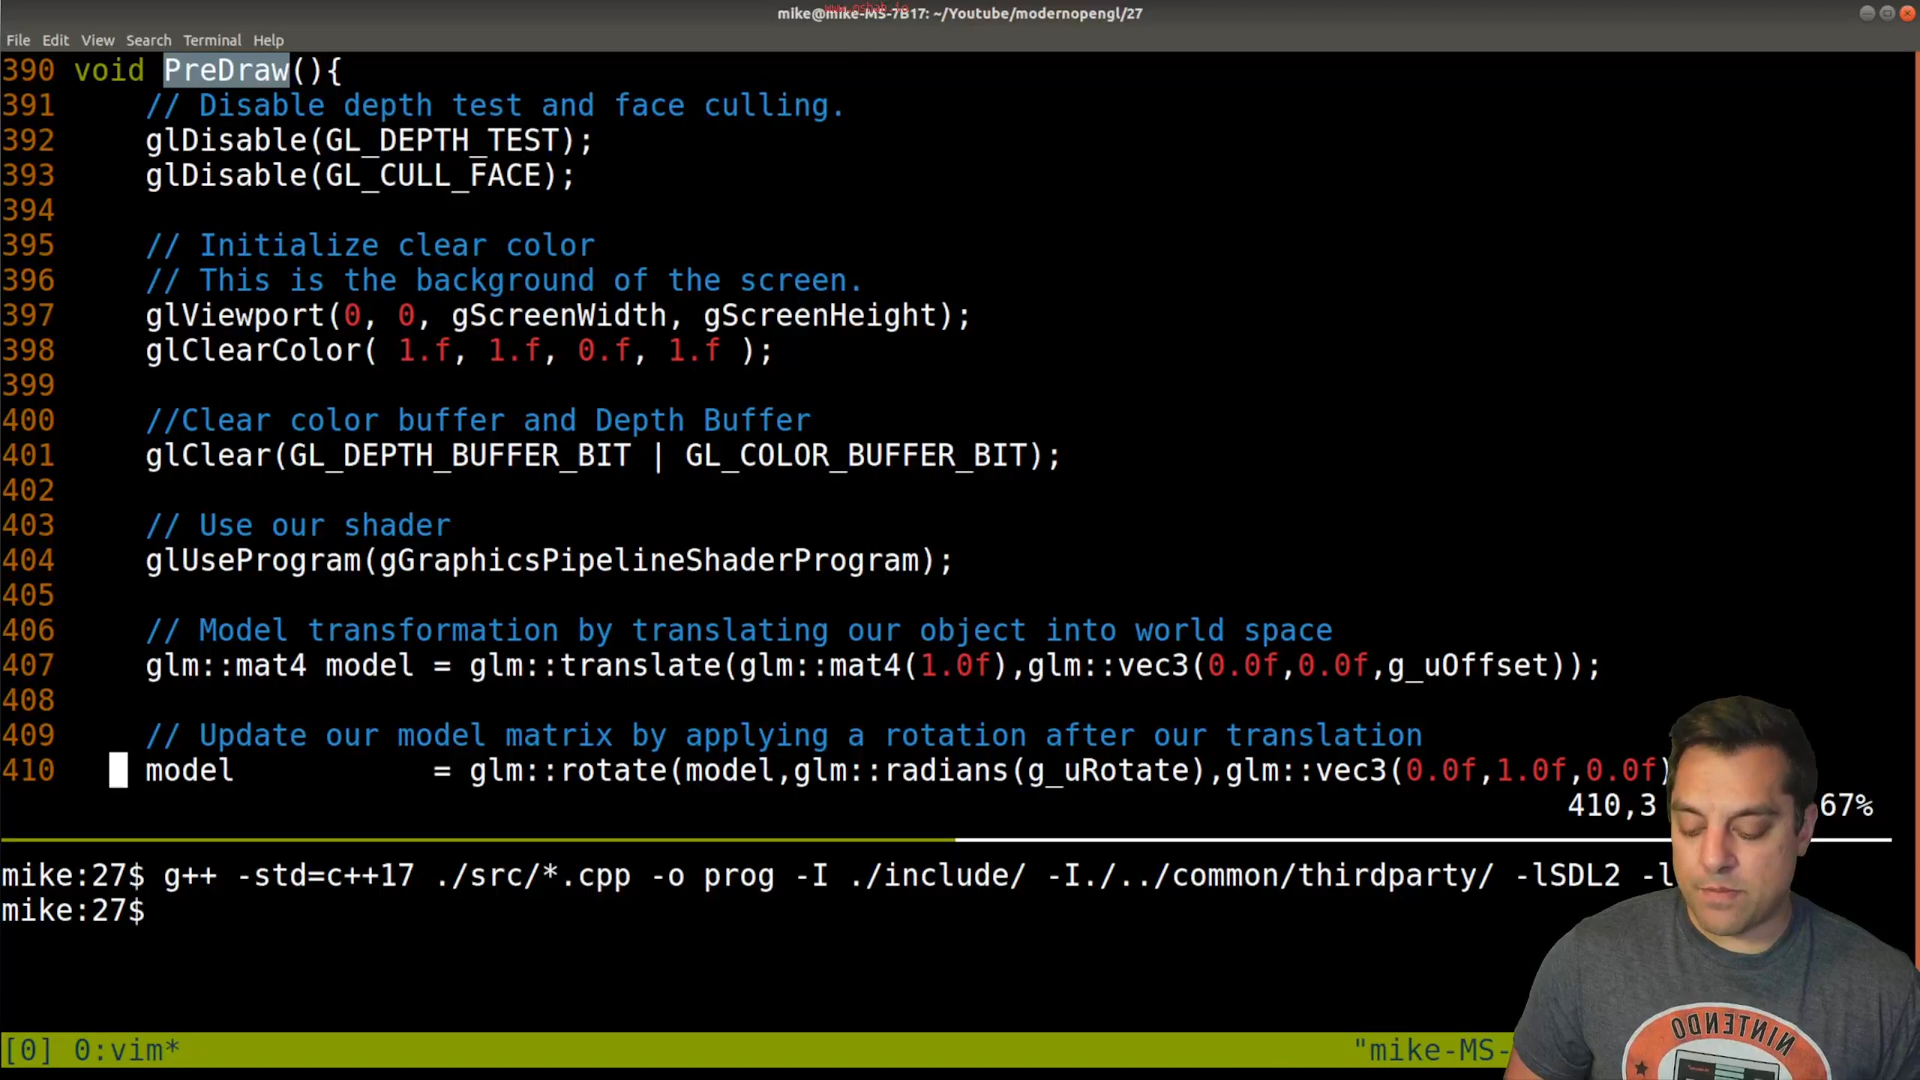 www.mshah.io
mike@mike-MS-7B17: ~/Youtube/modernopengl/27
File Edit View Search Terminal Help
390 void PreDraw(){
391 // Disable depth test and face culling.
392 glDisable(GL_DEPTH_TEST);
393 glDisable(GL_CULL_FACE);
394
395 // Initialize clear color
396 // This is the background of the screen.
397 glViewport(0, 0, gScreenWidth, gScreenHeight);
398 glClearColor( 1.f, 1.f, 0.f, 1.f );
399
400 //Clear color buffer and Depth Buffer
401 glClear(GL_DEPTH_BUFFER_BIT | GL_COLOR_BUFFER_BIT);
402
403 // Use our shader
404 glUseProgram(gGraphicsPipelineShaderProgram);
405
406 // Model transformation by translating our object into world space
407 glm::mat4 model = glm::translate(glm::mat4(1.0f),glm::vec3(0.0f,0.0f,g_uOffset));
408
409 // Update our model matrix by applying a rotation after our translation
410 model = glm::rotate(model,glm::radians(g_uRotate),glm::vec3(0.0f,1.0f,0.0f)
410,3 67%
mike:27$ g++ -std=c++17 ./src/*.cpp -o prog -I ./include/ -I./../common/thirdparty/ -lSDL2 -l
mike:27$
[0] 0:vim* "mike-MS-
NINTENDO